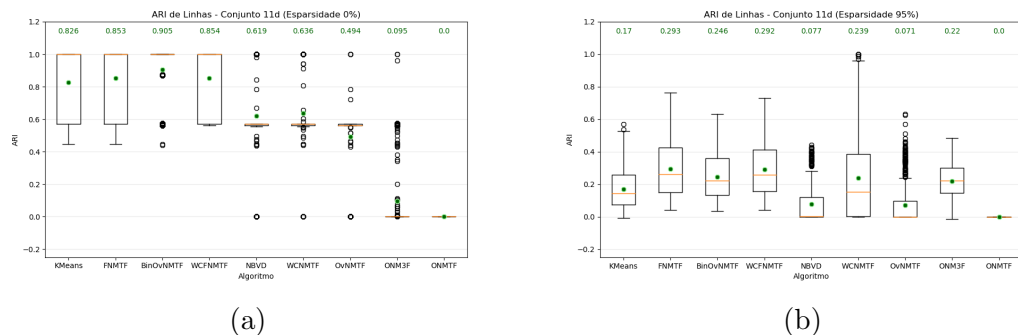 ARI de Linhas - Conjunto 11d (Esparsidade 0%)
0.826 0.853 0.905 0.854 0.619 0.636 0.494 0.095 0.0
1.2
1.0
0.8
0.6
0.4
0.2
0.0
−0.2
ARI
KMeans FNMTF BinOvNMTF WCFNMTF NBVD WCNMTF OvNMTF ONM3F ONMTF
Algoritmo
(a)
ARI de Linhas - Conjunto 11d (Esparsidade 95%)
0.17 0.293 0.246 0.292 0.077 0.239 0.071 0.22 0.0
1.2
1.0
0.8
0.6
0.4
0.2
0.0
−0.2
ARI
KMeans FNMTF BinOvNMTF WCFNMTF NBVD WCNMTF OvNMTF ONM3F ONMTF
Algoritmo
(b)